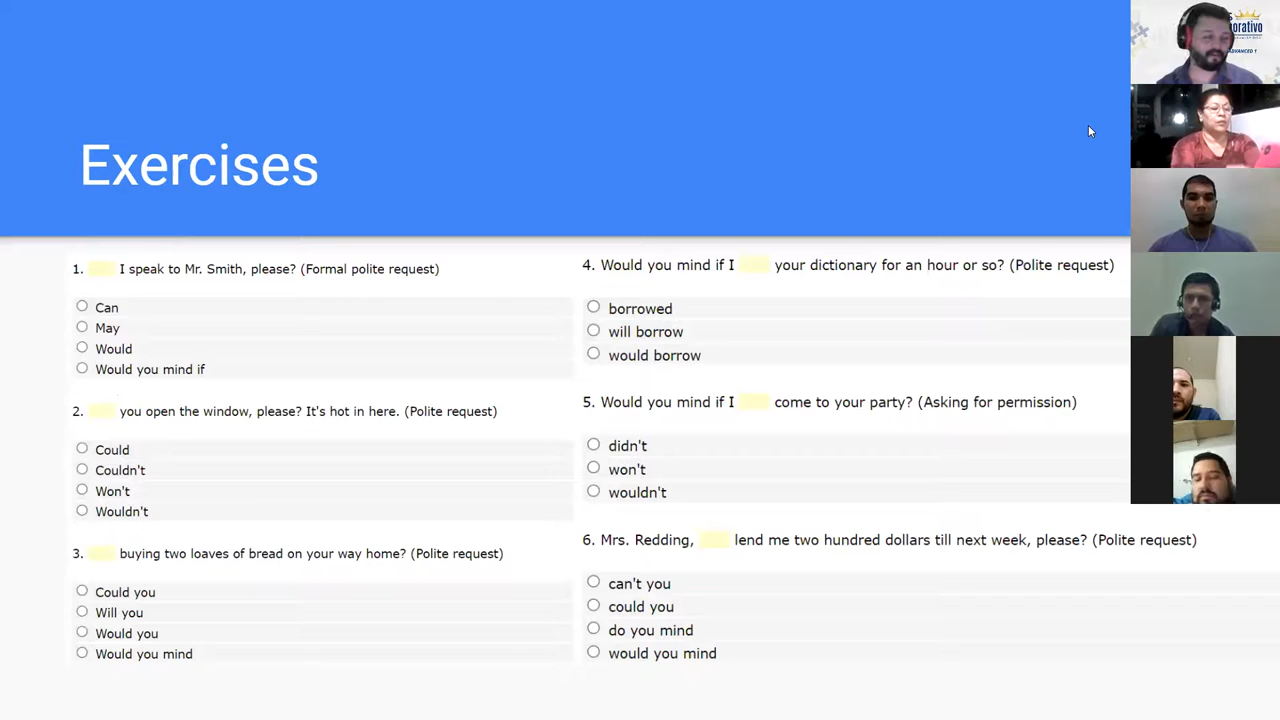 Exercises
1. I speak to Mr. Smith, please? (Formal polite request)
Can
May
Would
Would you mind if
2. you open the window, please? It's hot in here. (Polite request)
Could
Couldn't
Won't
Wouldn't
3. buying two loaves of bread on your way home? (Polite request)
Could you
Will you
Would you
Would you mind
4. Would you mind if I your dictionary for an hour or so? (Polite request)
borrowed
will borrow
would borrow
5. Would you mind if I come to your party? (Asking for permission)
didn't
won't
wouldn't
6. Mrs. Redding, lend me two hundred dollars till next week, please? (Polite request)
can't you
could you
do you mind
would you mind
ADVANCED 1